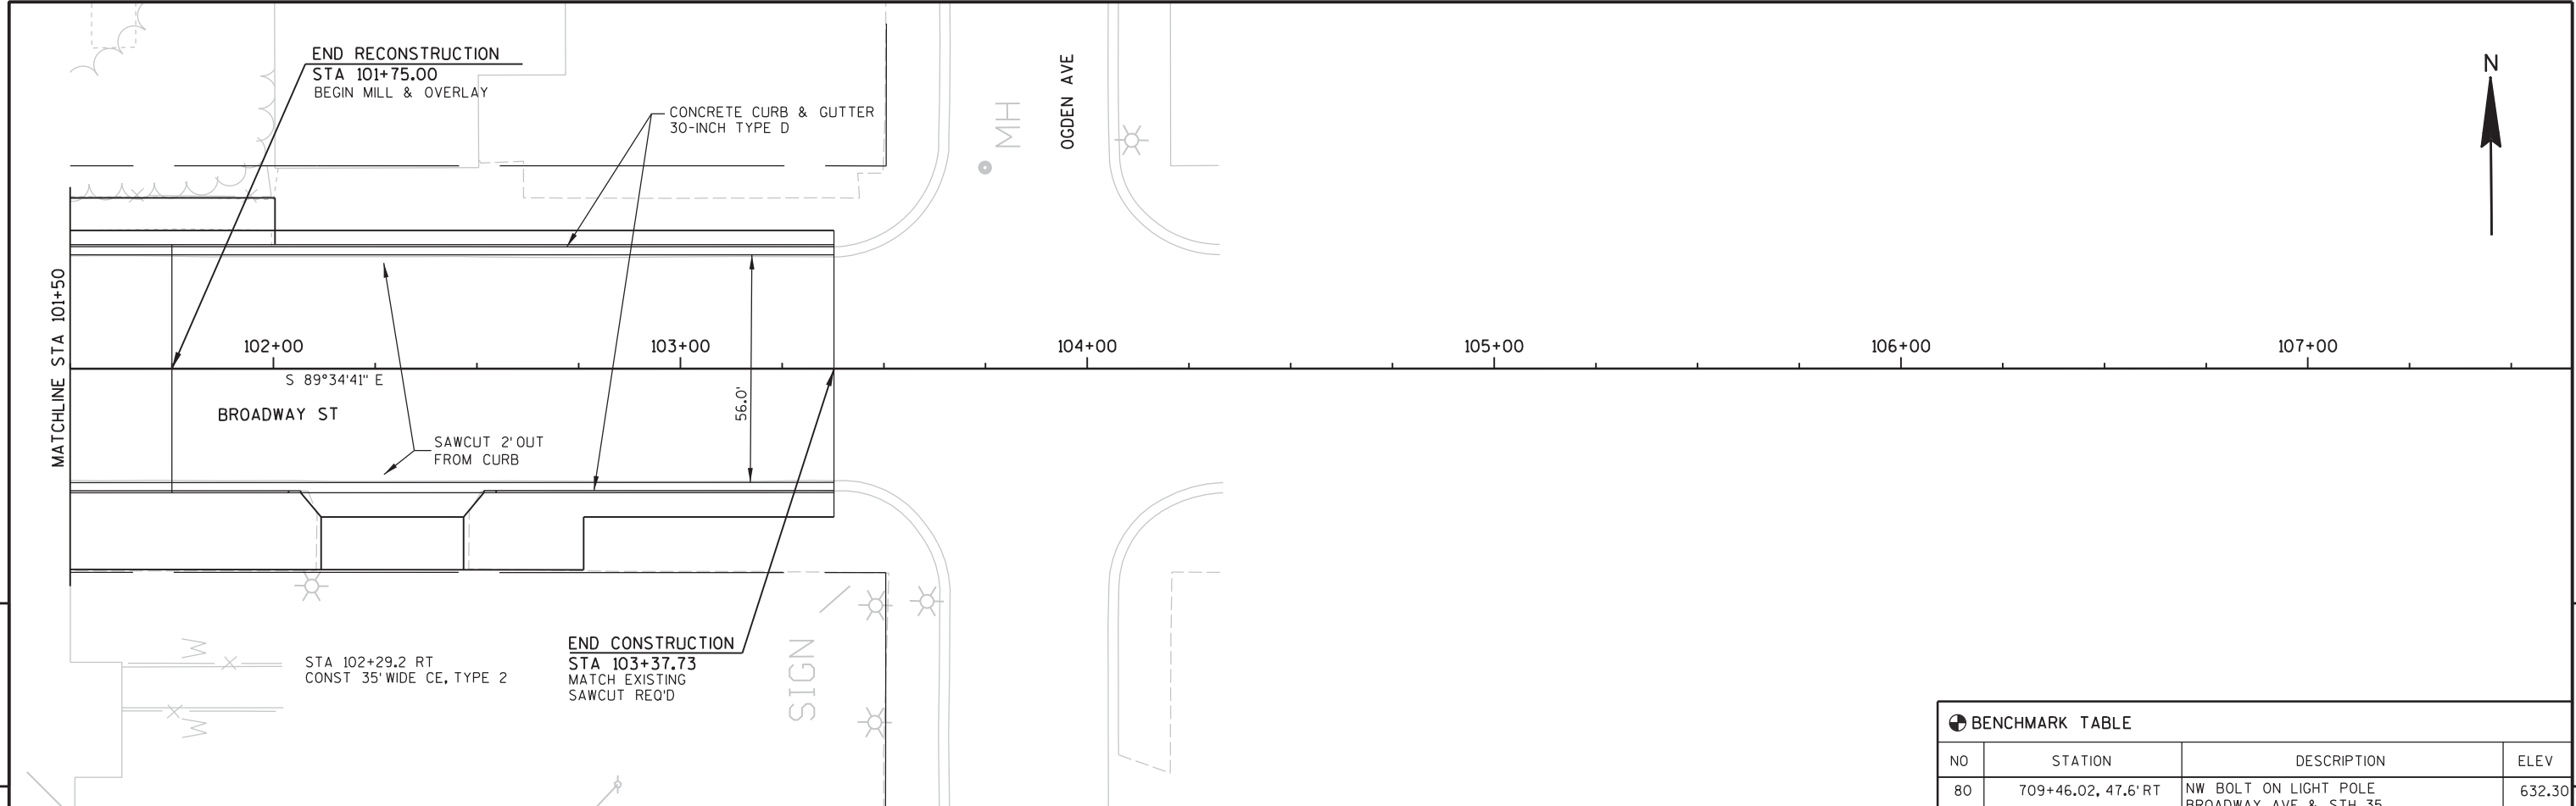 END RECONSTRUCTION
STA 101+75.00
BEGIN MILL & OVERLAY
CONCRETE CURB & GUTTER
30-INCH TYPE D
MH
OGDEN AVE
N
MATCHLINE STA 101+50
102+00
103+00
104+00
105+00
106+00
107+00
S 89°34'41" E
BROADWAY ST
56.0'
SAWCUT 2' OUT
FROM CURB
W
W
STA 102+29.2 RT
CONST 35' WIDE CE, TYPE 2
END CONSTRUCTION
STA 103+37.73
MATCH EXISTING
SAWCUT REQ'D
SIGN
BENCHMARK TABLE
NO STATION DESCRIPTION ELEV
80 709+46.02, 47.6' RT NW BOLT ON LIGHT POLE 632.30
BROADWAY AVE & STH 35